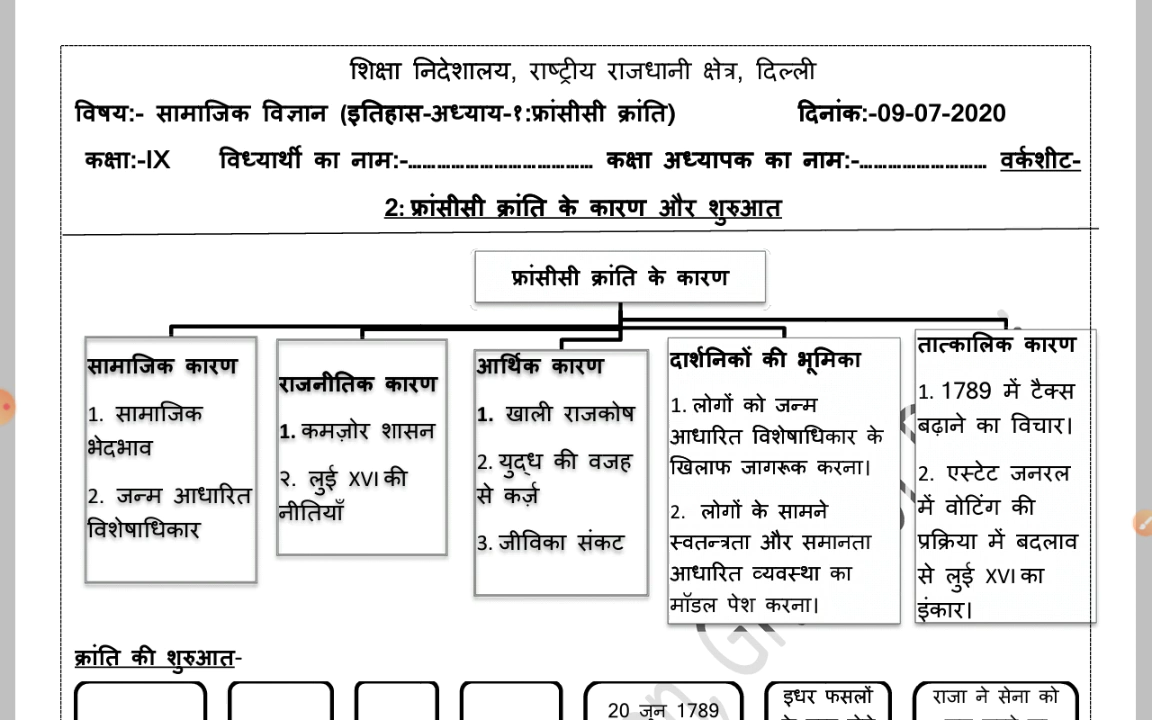 शिक्षा निदेशालय, राष्ट्रीय राजधानी क्षेत्र, दिल्ली
विषय:- सामाजिक विज्ञान (इतिहास-अध्याय-१:फ्रांसीसी क्रांति) दिनांक:-09-07-2020
कक्षा:-IX विध्यार्थी का नाम:-.................................... कक्षा अध्यापक का नाम:-......................... वर्कशीट-
2: फ्रांसीसी क्रांति के कारण और शुरुआत
फ्रांसीसी क्रांति के कारण
सामाजिक कारण
1. सामाजिक
भेदभाव
2. जन्म आधारित
विशेषाधिकार
राजनीतिक कारण
1. कमज़ोर शासन
२. लुई XVI की
नीतियाँ
आर्थिक कारण
1. खाली राजकोष
2. युद्ध की वजह
से कर्ज़
3. जीविका संकट
दार्शनिकों की भूमिका
1. लोगों को जन्म
आधारित विशेषाधिकार के
खिलाफ जागरूक करना।
2. लोगों के सामने
स्वतन्त्रता और समानता
आधारित व्यवस्था का
मॉडल पेश करना।
तात्कालिक कारण
1. 1789 में टैक्स
बढ़ाने का विचार।
2. एस्टेट जनरल
में वोटिंग की
प्रक्रिया में बदलाव
से लुई XVI का
इंकार।
क्रांति की शुरुआत-
20 जून 1789
इधर फसलों
राजा ने सेना को